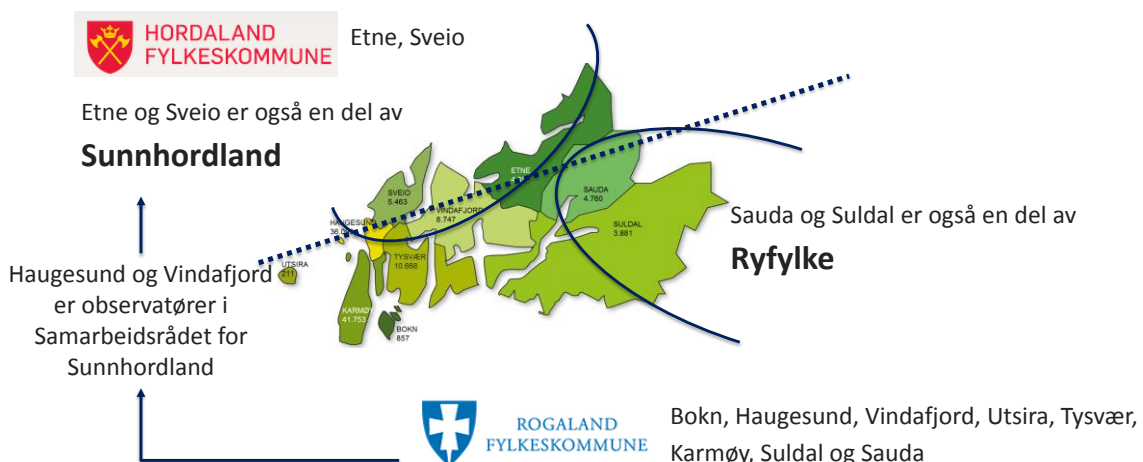 HORDALAND
FYLKESKOMMUNE
Etne, Sveio
Etne og Sveio er også en del av
Sunnhordland
ETNE
SVEIO
5.463
SAUDA
4.760
VINDAFJORD
8.747
SULDAL
3.881
TYSVÆR
10.668
UTSIRA
211
KARMØY
41.753
BOKN
857
Sauda og Suldal er også en del av
Ryfylke
Haugesund og Vindafjord
er observatører i
Samarbeidsrådet for
Sunnhordland
ROGALAND
FYLKESKOMMUNE
Bokn, Haugesund, Vindafjord, Utsira, Tysvær,
Karmøy, Suldal og Sauda